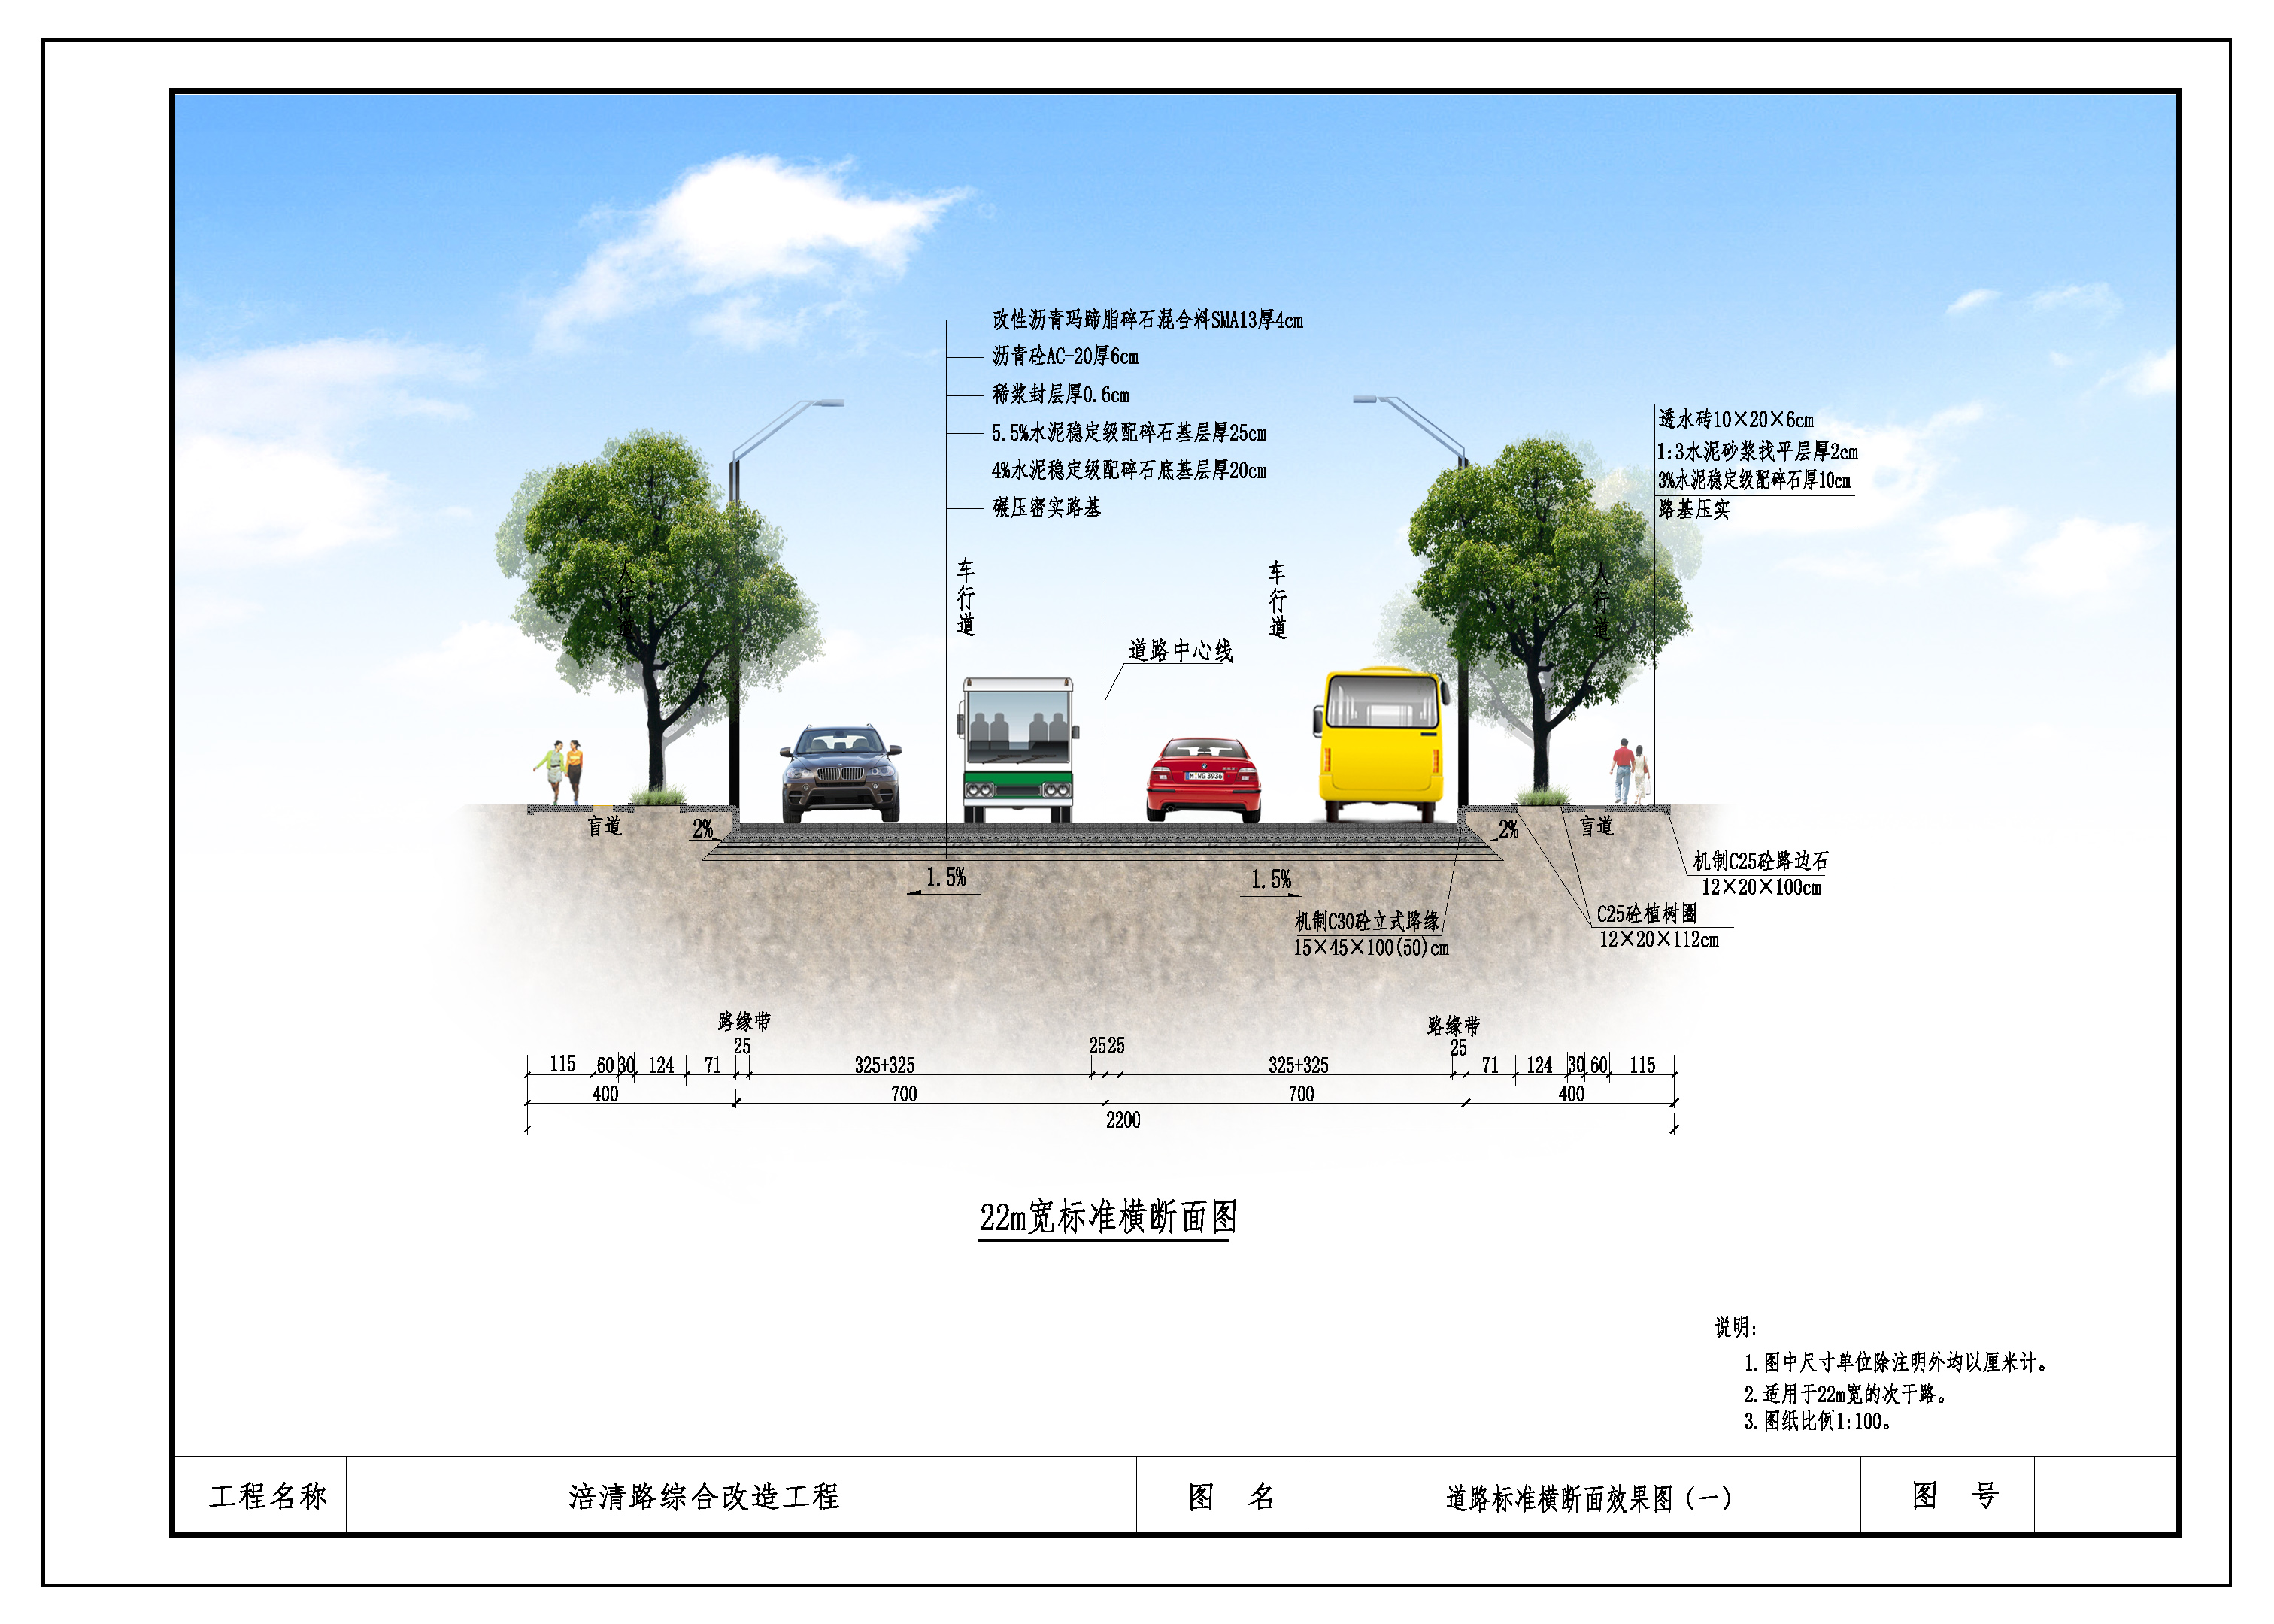 改性沥青玛蹄脂碎石混合料SMA13厚4cm
沥青砼AC-20厚6cm
稀浆封层厚0.6cm
5.5%水泥稳定级配碎石基层厚25cm
4%水泥稳定级配碎石底基层厚20cm
碾压密实路基
透水砖10×20×6cm
1:3水泥砂浆找平层厚2cm
3%水泥稳定级配碎石厚10cm
路基压实
人行道
车行道
车行道
人行道
道路中心线
M WG 3936
盲道
2%
2%
盲道
1.5%
1.5%
机制C25砼路边石
12×20×100cm
C25砼植树圈
12×20×112cm
机制C30砼立式路缘
15×45×100(50)cm
路缘带
路缘带
115 60 30 124 71 25 325+325 25 25 325+325 25 71 124 30 60 115
400 700 700 400
2200
22m宽标准横断面图
说明:
1.图中尺寸单位除注明外均以厘米计。
2.适用于22m宽的次干路。
3.图纸比例1:100。
工程名称 涪清路综合改造工程 图 名 道路标准横断面效果图（一） 图 号